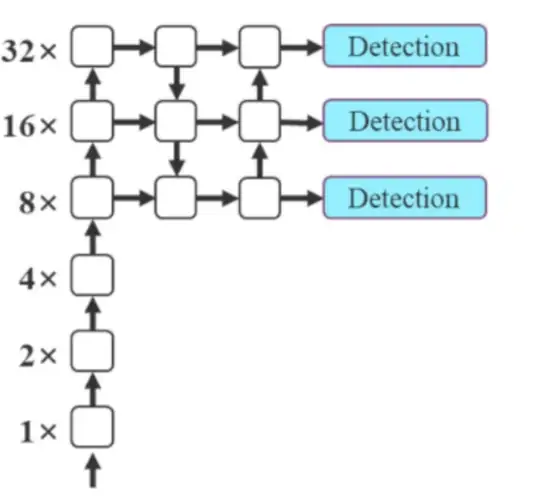 32× Detection
16× Detection
8× Detection
4×
2×
1×